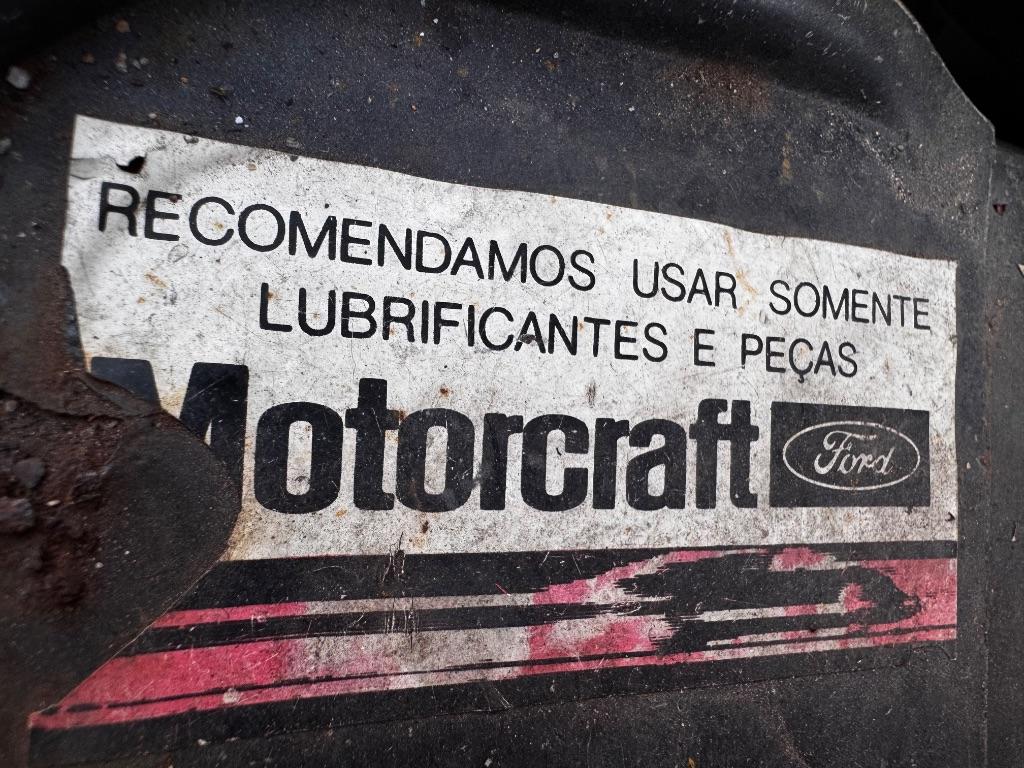 RECOMENDAMOS USAR SOMENTE
LUBRIFICANTES E PEÇAS
Motorcraft Ford